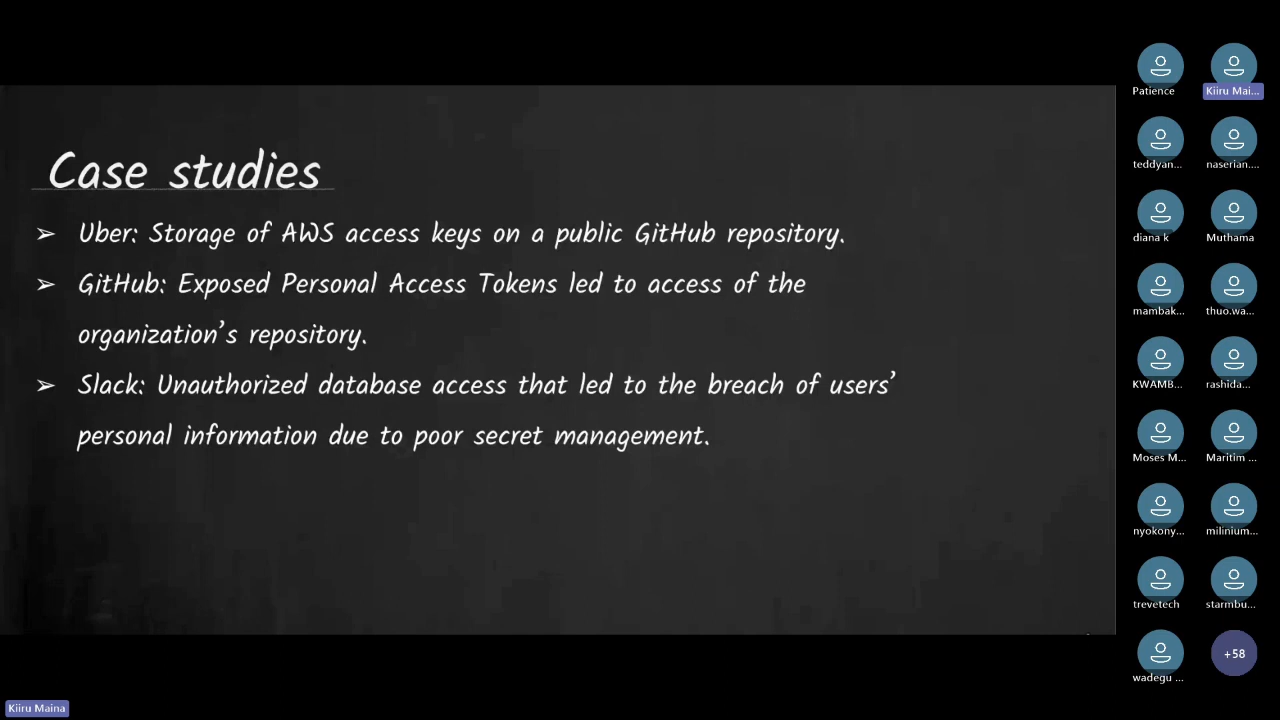 Case studies
➢ Uber: Storage of AWS access keys on a public GitHub repository.
➢ GitHub: Exposed Personal Access Tokens led to access of the
organization’s repository.
➢ Slack: Unauthorized database access that led to the breach of users’
personal information due to poor secret management.
Patience
Kiiru Mai...
teddyan...
naserian....
diana k
Muthama
mambak...
thuo.wa...
KWAMB...
rashida...
Moses M...
Maritim ...
nyokony...
milinium...
trevetech
starmbu...
wadegu ...
+58
Kiiru Maina